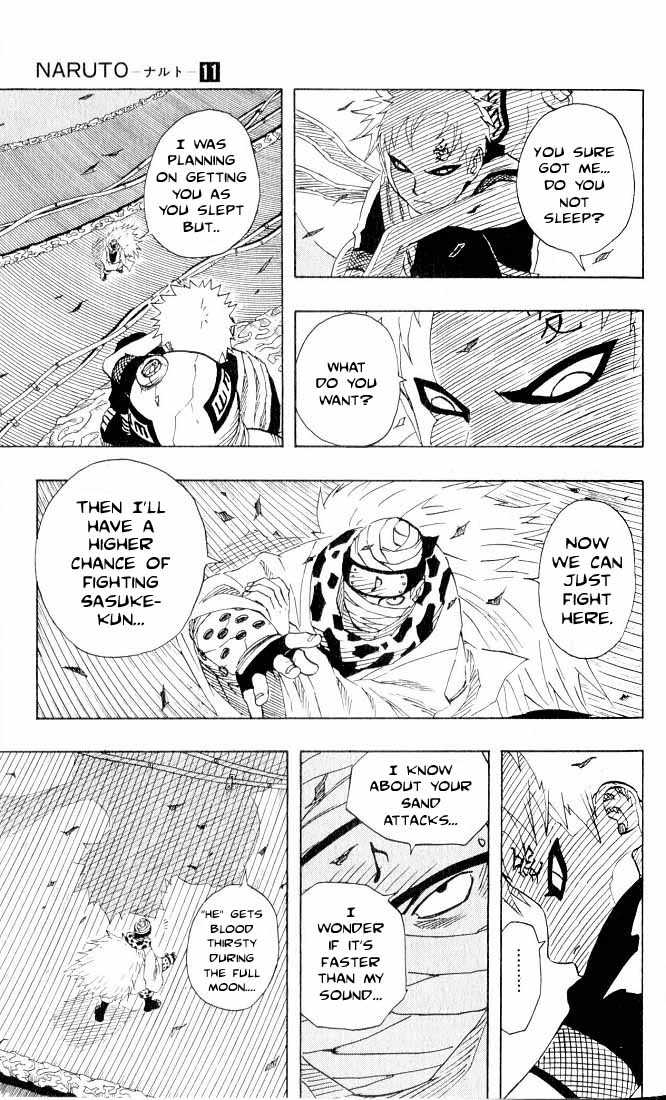 NARUTO —ナルト— 11
YOU SURE
GOT ME...
DO YOU
NOT
SLEEP?
I WAS
PLANNING
ON GETTING
YOU AS
YOU SLEPT
BUT..
WHAT
DO YOU
WANT?
NOW
WE CAN
JUST
FIGHT
HERE.
THEN I'LL
HAVE A
HIGHER
CHANCE OF
FIGHTING
SASUKE-
KUN...
........
I KNOW
ABOUT YOUR
SAND
ATTACKS...
I
WONDER
IF IT'S
FASTER
THAN MY
SOUND...
"HE" GETS
BLOOD
THIRSTY
DURING
THE FULL
MOON....